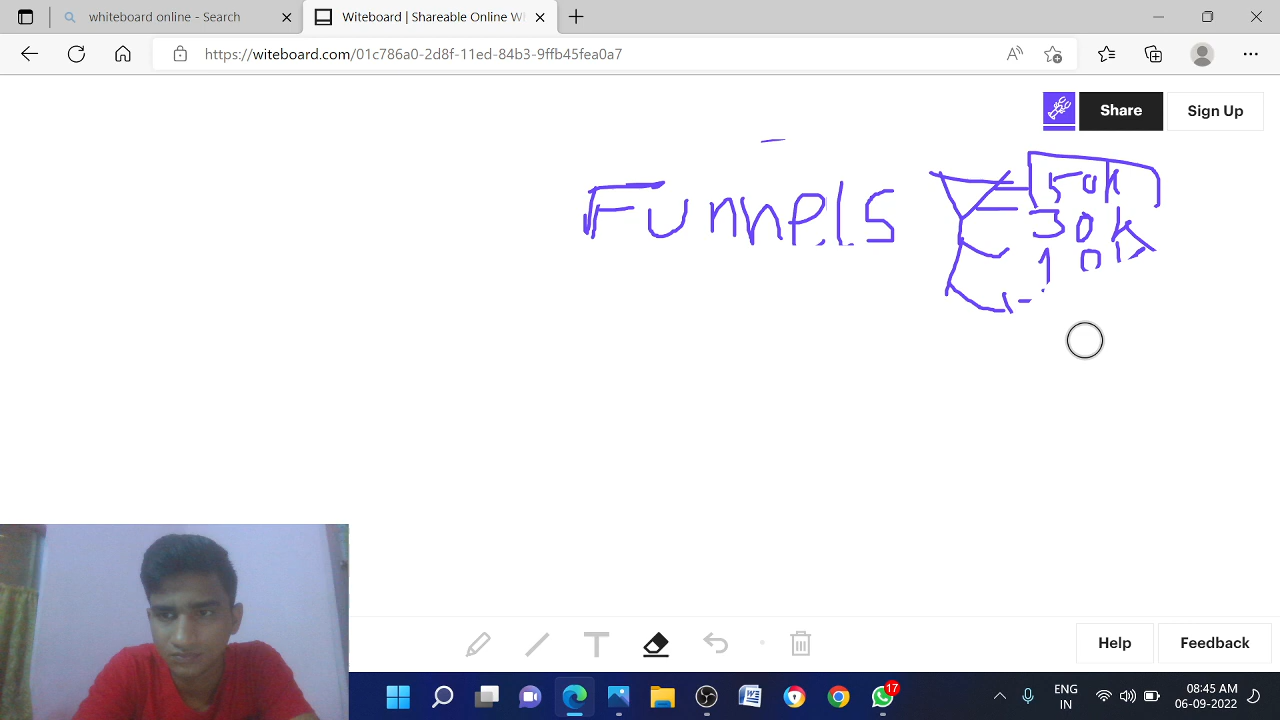 whiteboard online - Search
Witeboard | Shareable Online Wh
https://witeboard.com/01c786a0-2d8f-11ed-84b3-9ffb45fea0a7
Share
Sign Up
Funnels
50k
30k
10k
Help
Feedback
17
ENG
IN
08:45 AM
06-09-2022